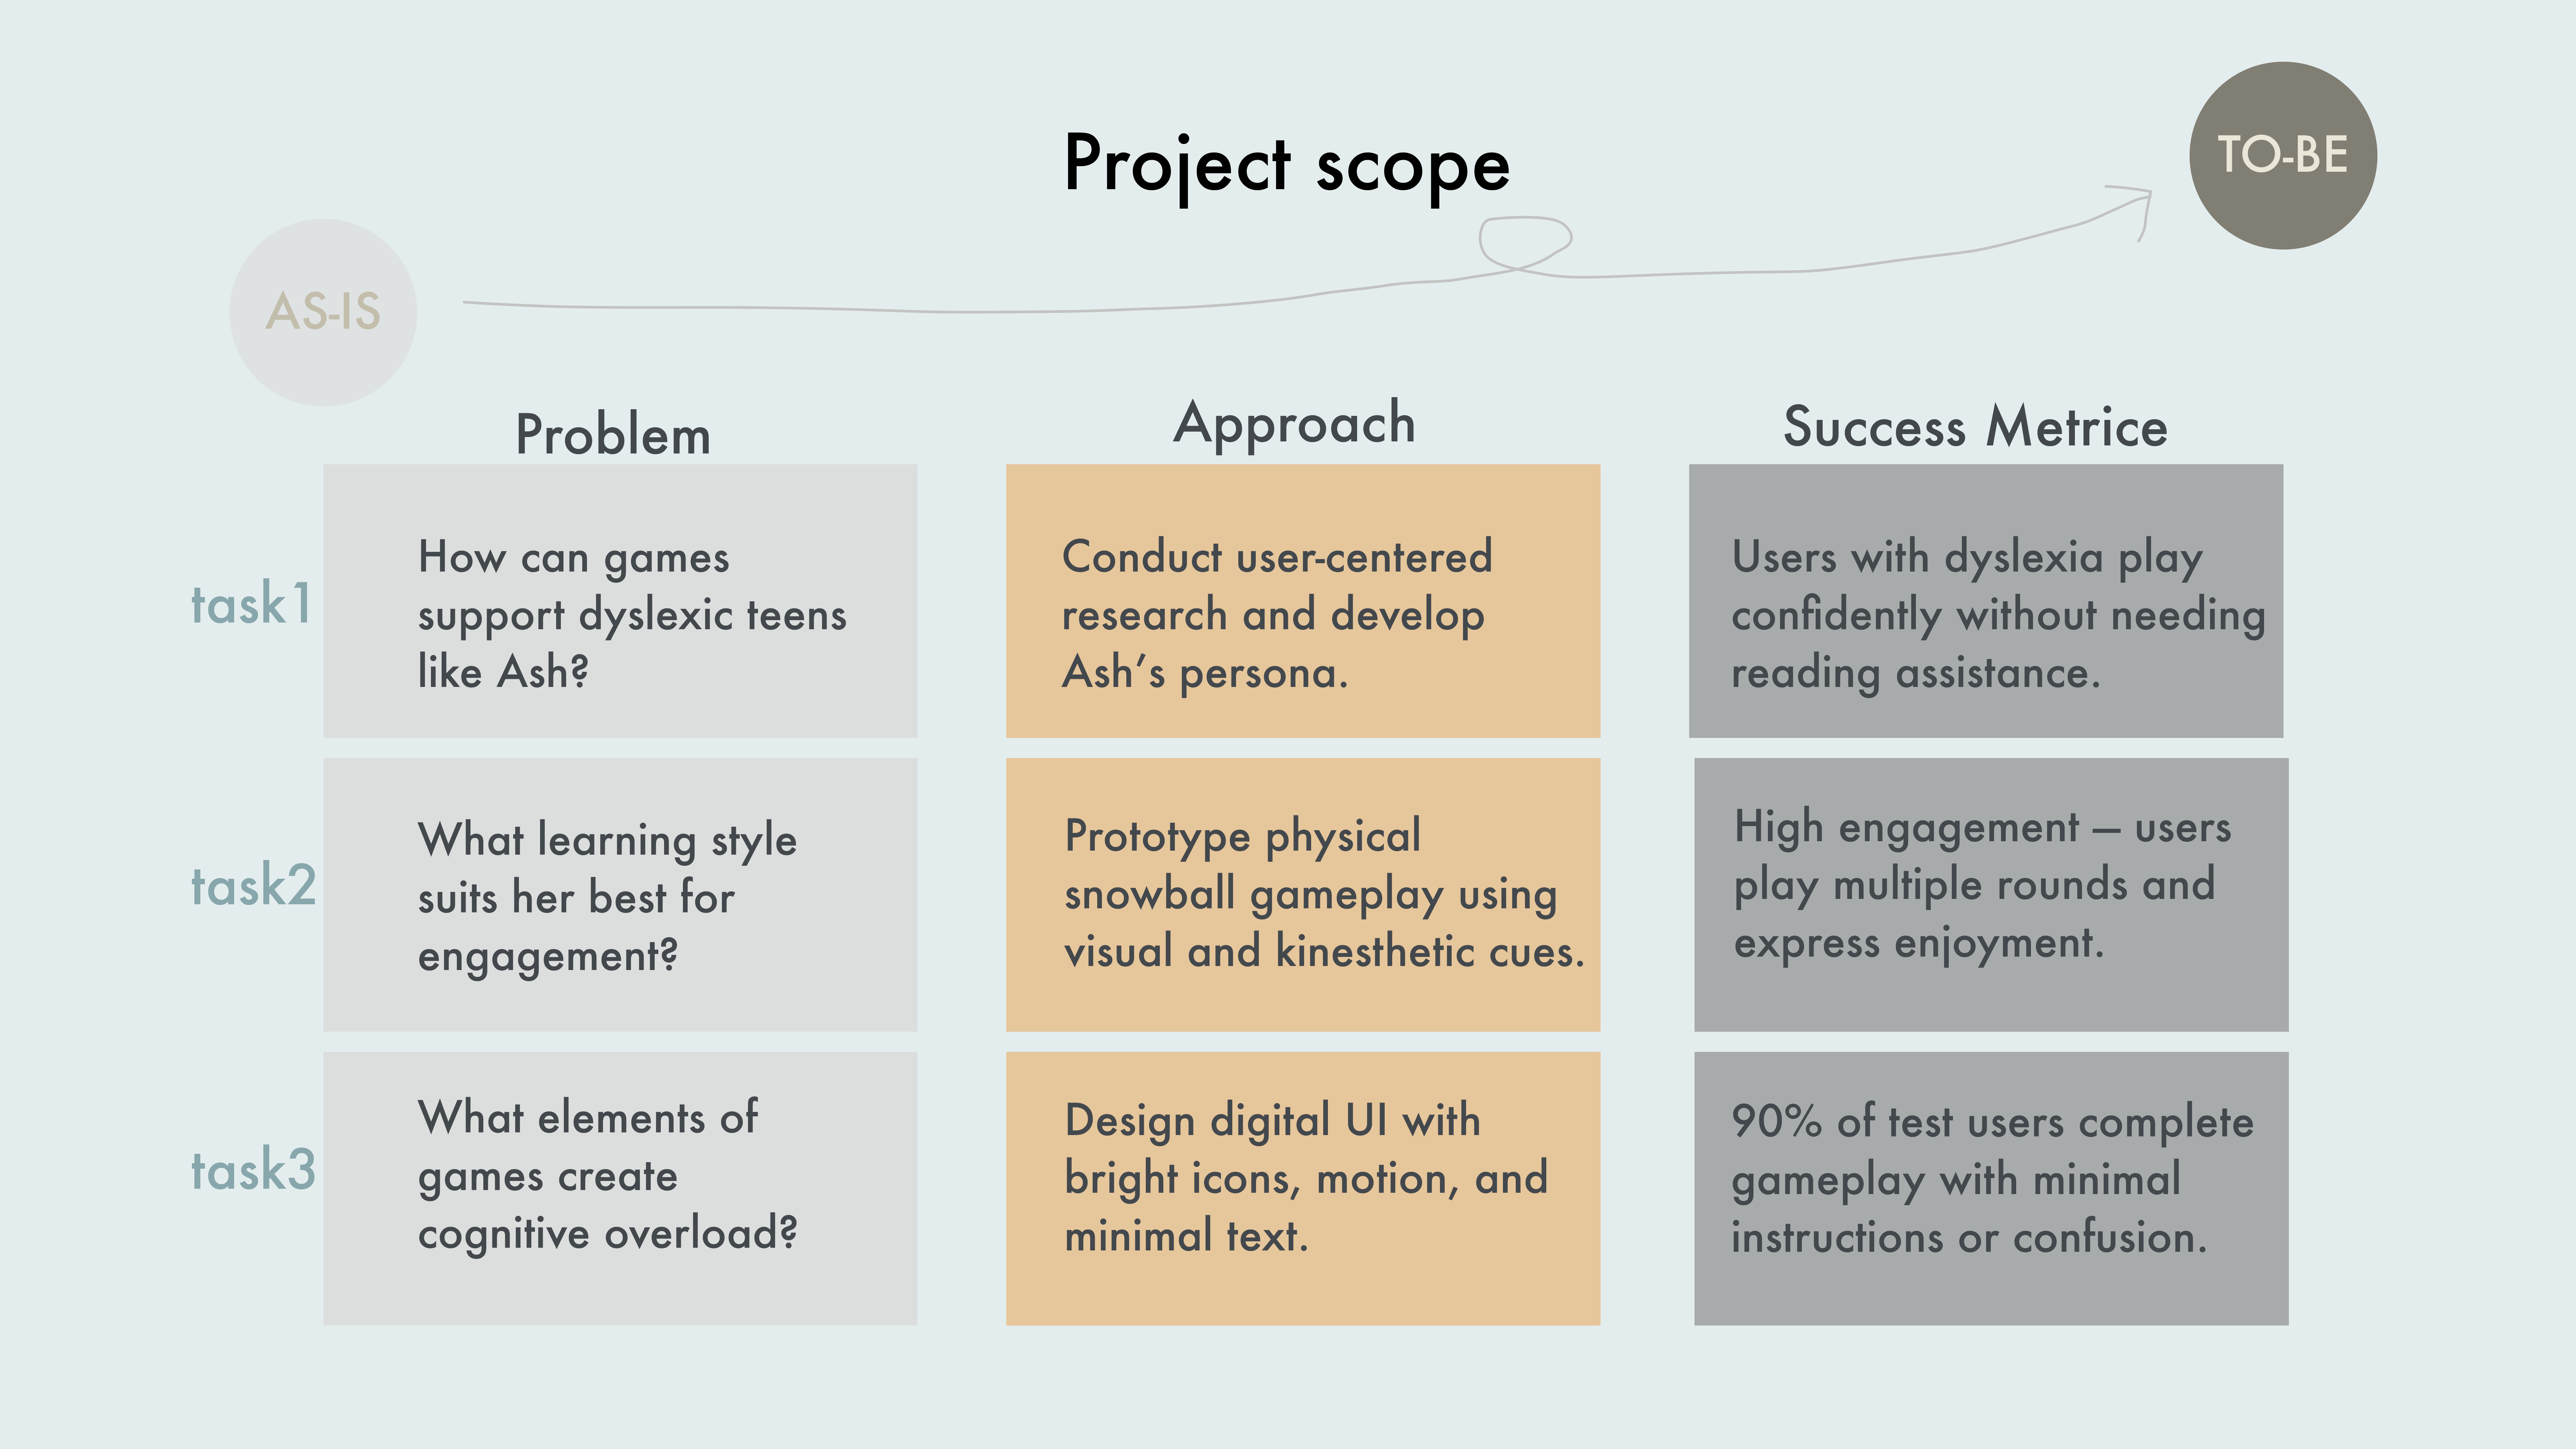 Project scope
TO-BE
AS-IS
Problem
Approach
Success Metrice
task1
How can games
support dyslexic teens
like Ash?
Conduct user-centered
research and develop
Ash’s persona.
Users with dyslexia play
confidently without needing
reading assistance.
task2
What learning style
suits her best for
engagement?
Prototype physical
snowball gameplay using
visual and kinesthetic cues.
High engagement — users
play multiple rounds and
express enjoyment.
task3
What elements of
games create
cognitive overload?
Design digital UI with
bright icons, motion, and
minimal text.
90% of test users complete
gameplay with minimal
instructions or confusion.